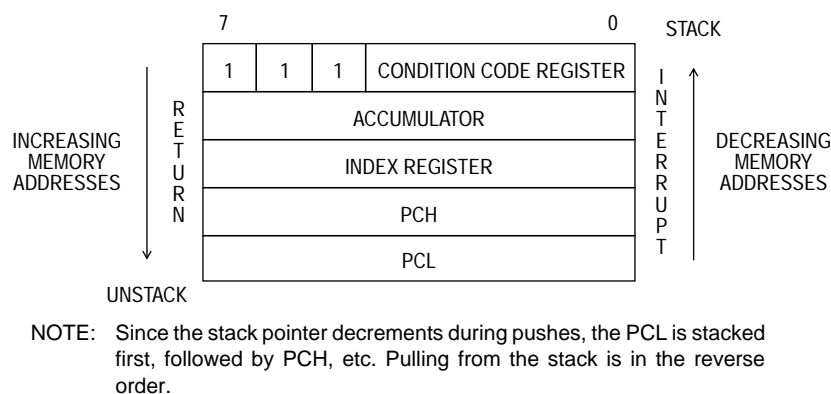 7 0 STACK
1 1 1 CONDITION CODE REGISTER
ACCUMULATOR
INDEX REGISTER
PCH
PCL
INCREASING
MEMORY
ADDRESSES
RETURN
UNSTACK
INTERRUPT
DECREASING
MEMORY
ADDRESSES
NOTE: Since the stack pointer decrements during pushes, the PCL is stacked
first, followed by PCH, etc. Pulling from the stack is in the reverse
order.